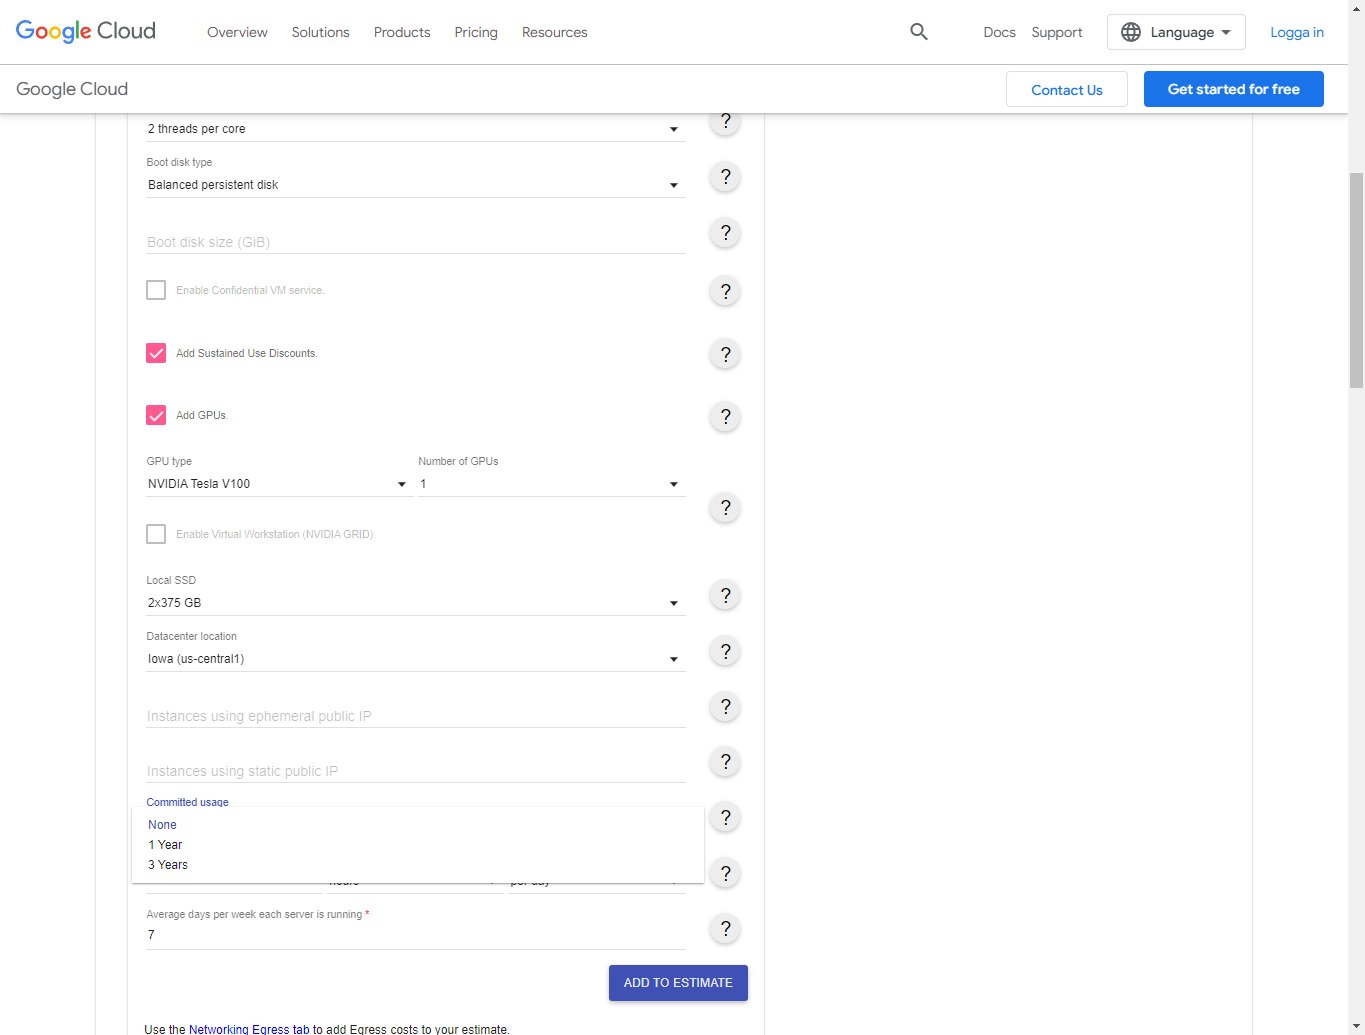 Google Cloud
Overview Solutions Products Pricing Resources
Docs Support Language Logga in
Google Cloud
Contact Us Get started for free
2 threads per core
?
Boot disk type
Balanced persistent disk
?
Boot disk size (GiB)
?
Enable Confidential VM service.
?
Add Sustained Use Discounts.
?
Add GPUs.
?
GPU type Number of GPUs
NVIDIA Tesla V100 1
?
Enable Virtual Workstation (NVIDIA GRID).
Local SSD
2x375 GB
?
Datacenter location
Iowa (us-central1)
?
Instances using ephemeral public IP
?
Instances using static public IP
?
Committed usage
None
?
1 Year
3 Years
?
hours per day
Average days per week each server is running *
7
?
ADD TO ESTIMATE
Use the Networking Egress tab to add Egress costs to your estimate.